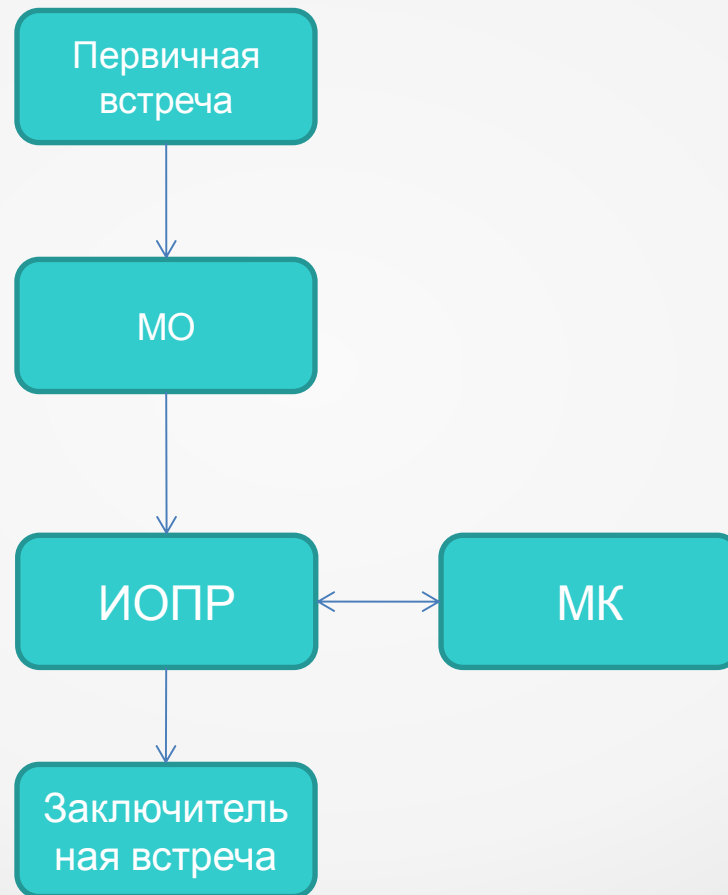 Первичная
встреча
МО
ИОПР
МК
Заключитель
ная встреча